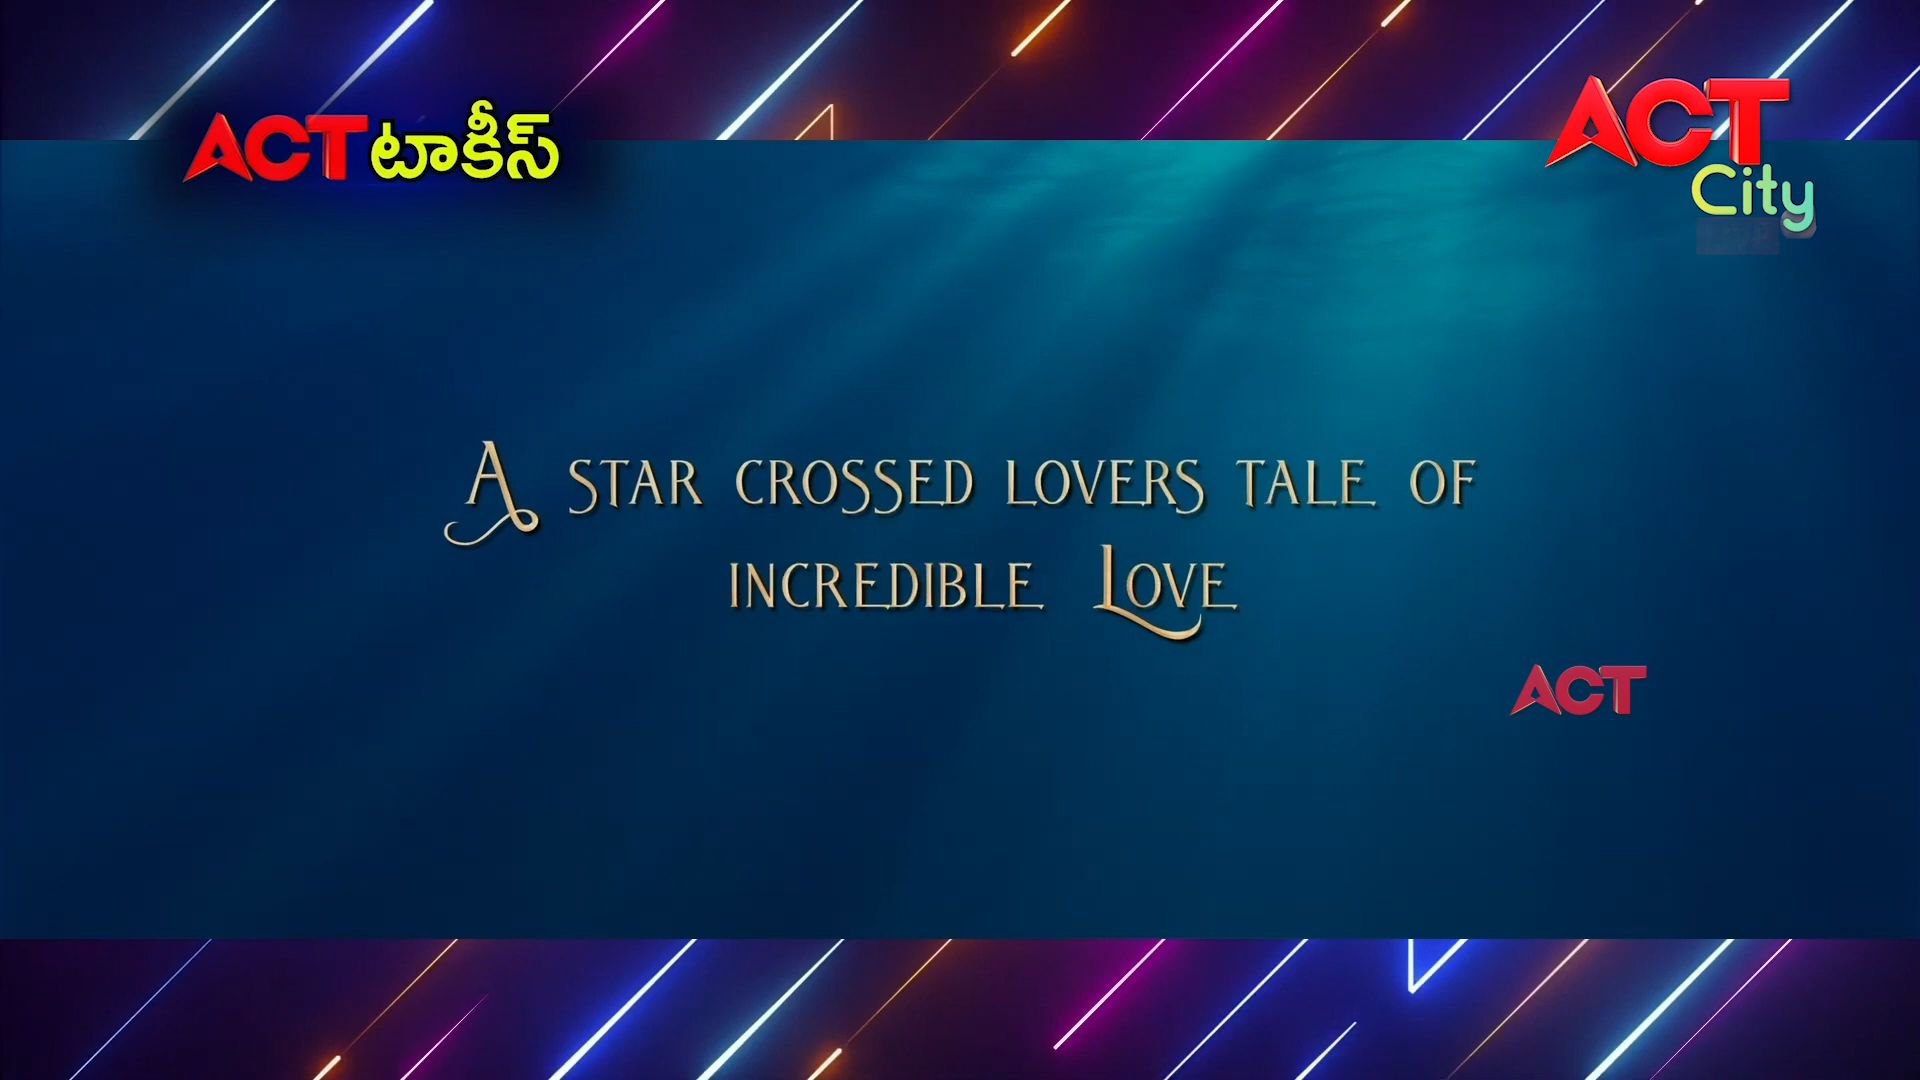 ACT టాకీస్
ACT
City
A STAR CROSSED LOVERS TALE OF
INCREDIBLE LOVE
ACT